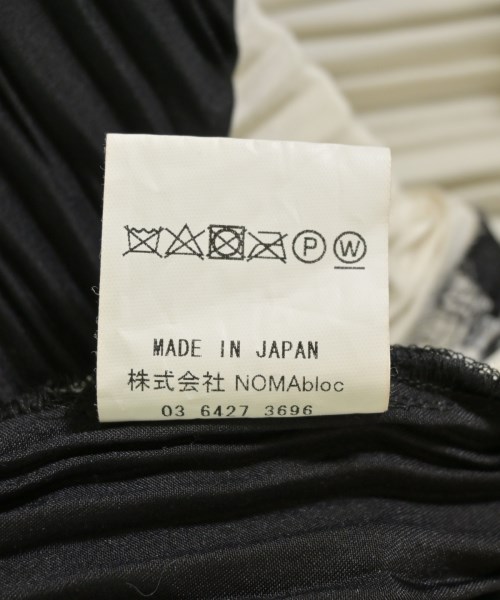 P W
MADE IN JAPAN
株式会社 NOMAbloc
03 6427 3696